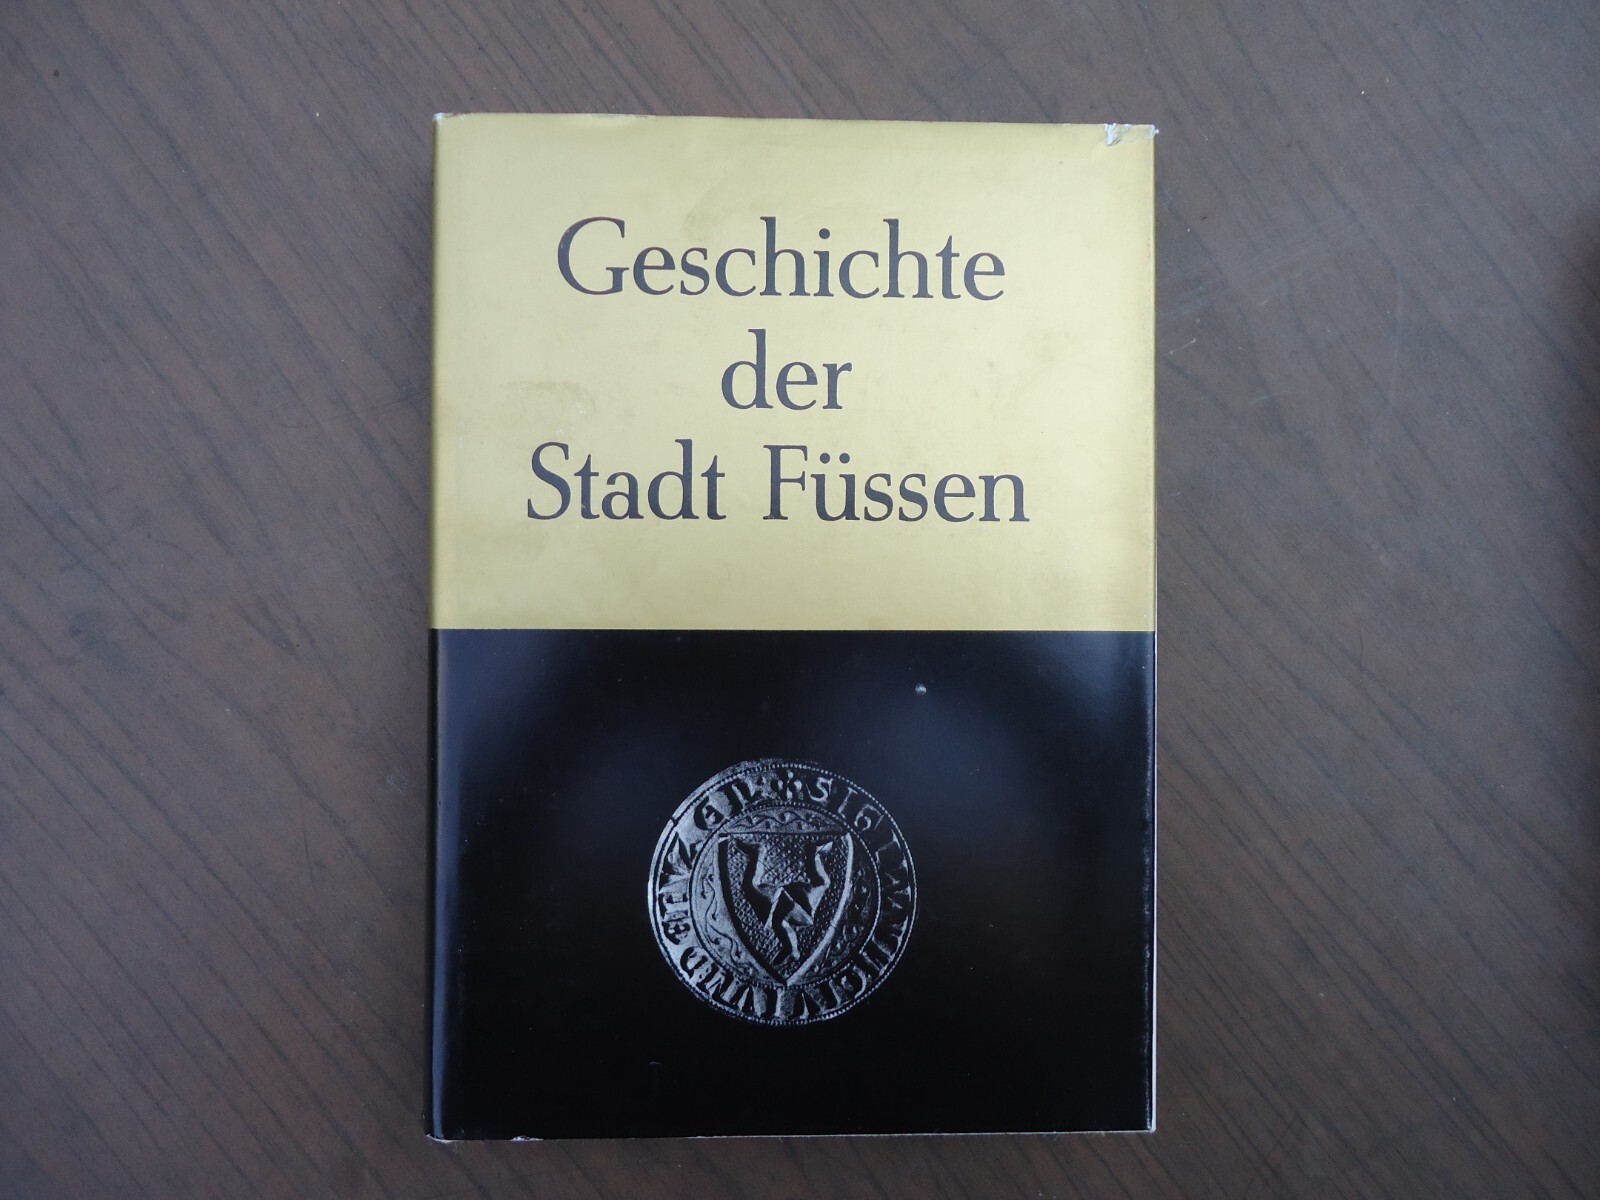 Geschichte
der
Stadt Füssen